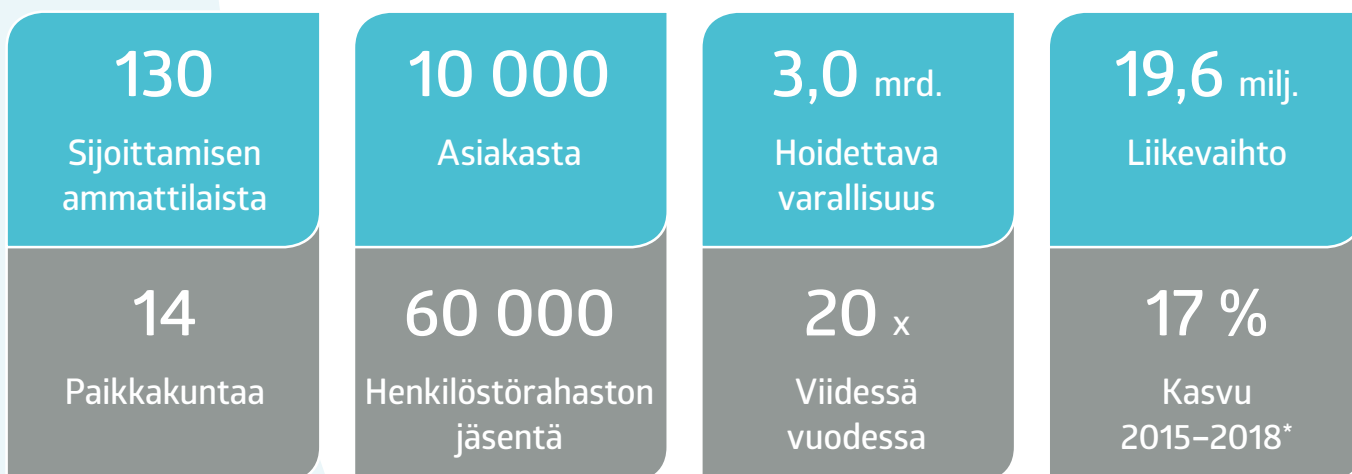 130
Sijoittamisen
ammattilaista
14
Paikkakuntaa
10 000
Asiakasta
60 000
Henkilöstörahaston
jäsentä
3,0 mrd.
Hoidettava
varallisuus
20 x
Viidessä
vuodessa
19,6 milj.
Liikevaihto
17 %
Kasvu
2015–2018*